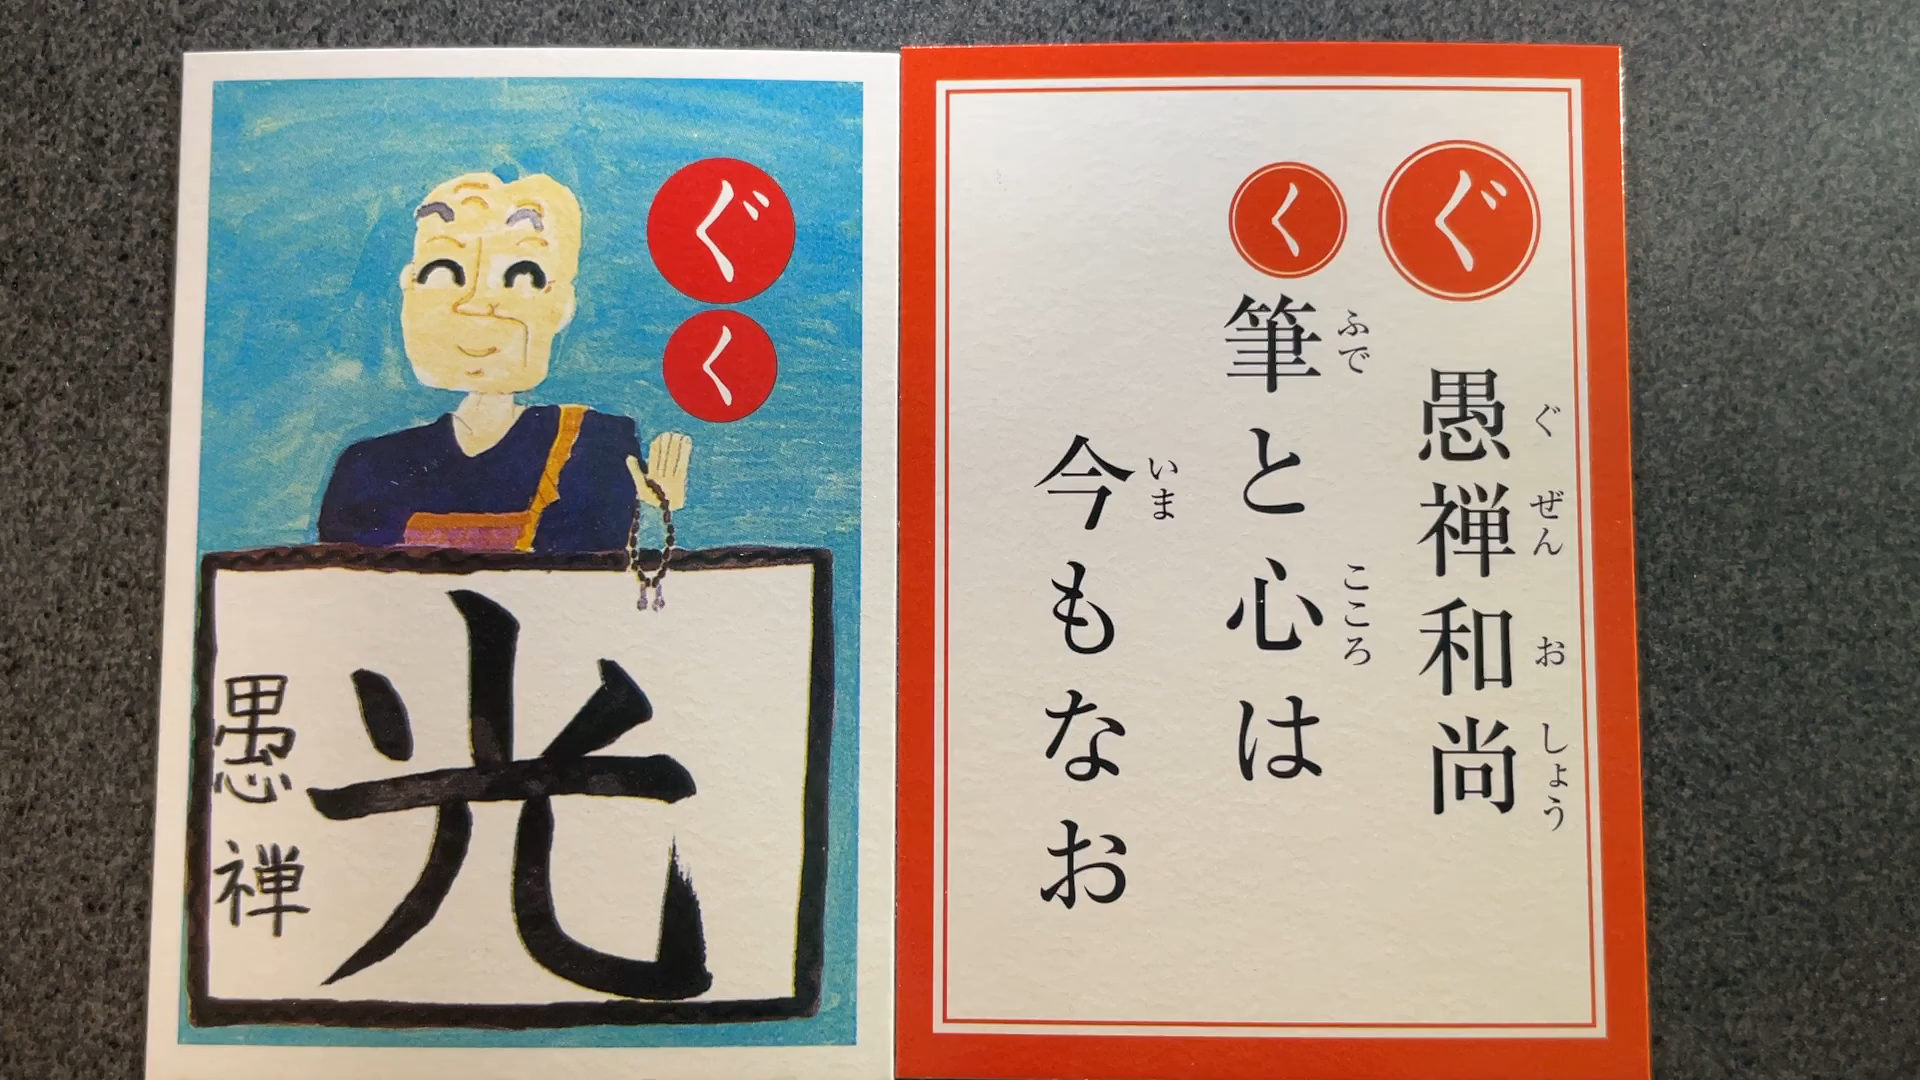 ぐ
く
光
愚禅
ぐ
愚禅和尚
ぐぜんおしょう
く
筆と心は
ふで こころ
今もなお
いま